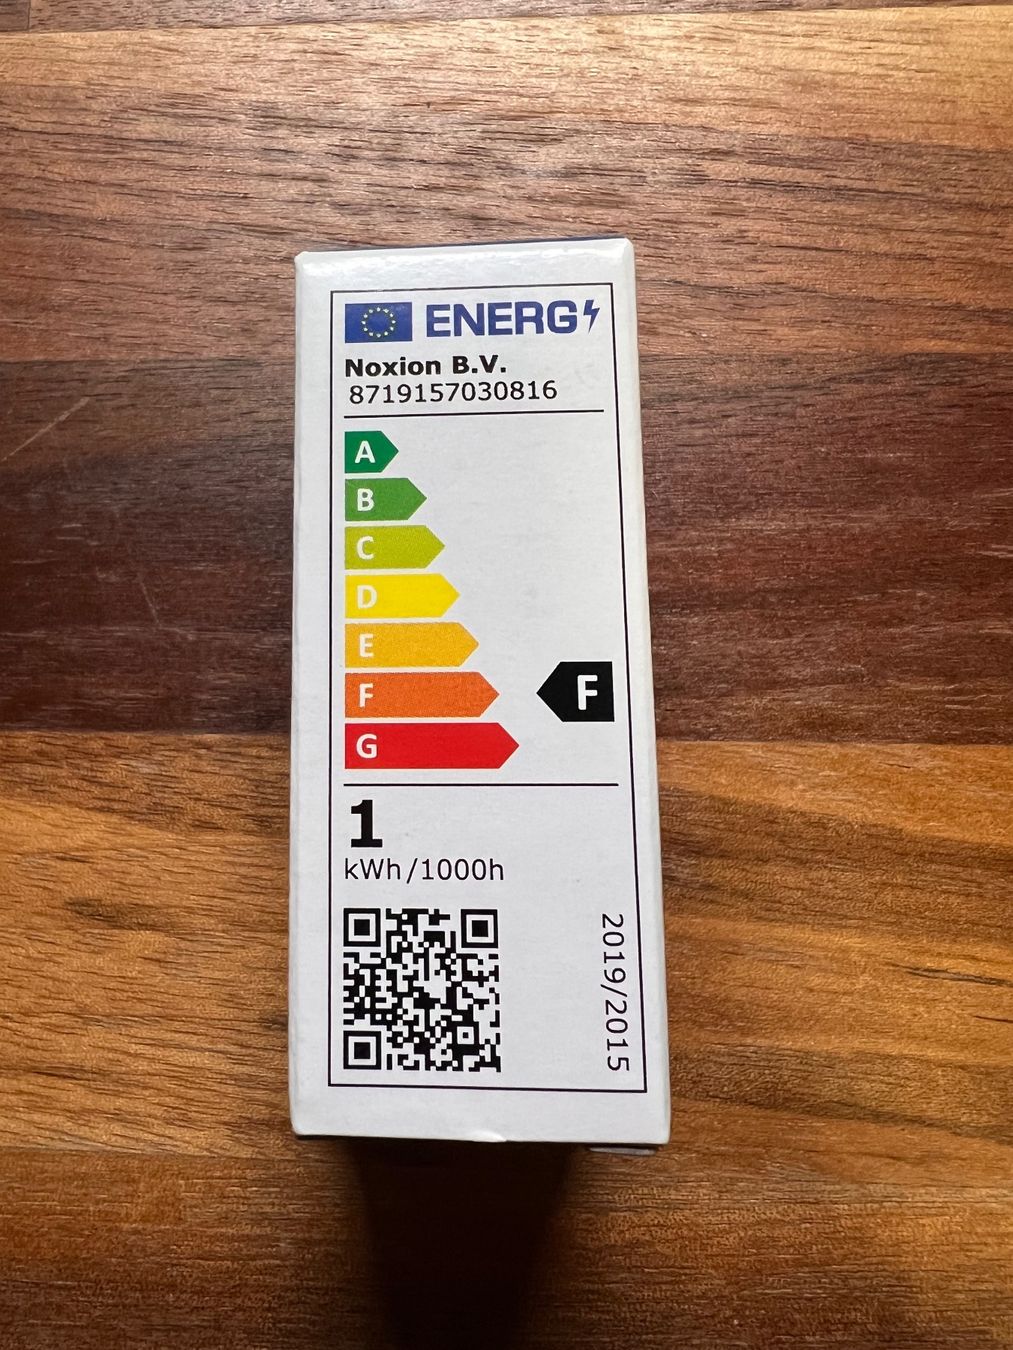 ENERG
Noxion B.V.
8719157030816
A
B
C
D
E
F
F
G
1
kWh/1000h
2019/2015